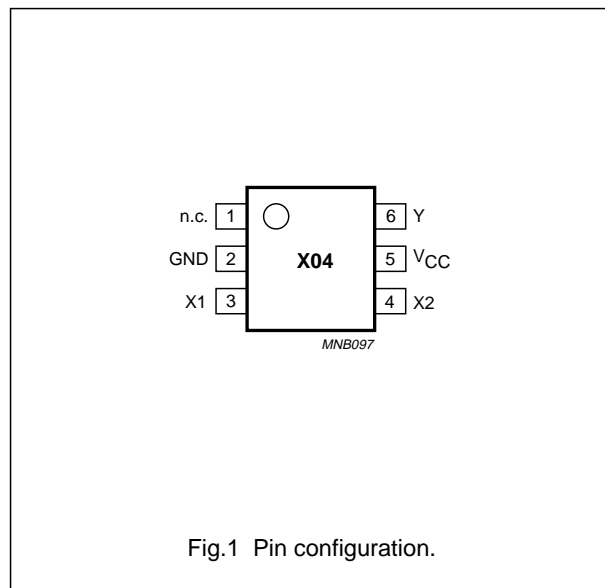 n.c. 1 6 Y
GND 2 X04 5 VCC
X1 3 4 X2
MNB097
Fig.1 Pin configuration.